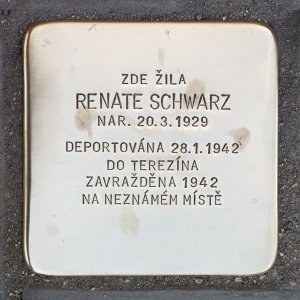 ZDE ŽILA
RENATE SCHWARZ
NAR. 20.3.1929
DEPORTOVÁNA 28.1.1942
DO TEREZÍNA
ZAVRAŽDĚNA 1942
NA NEZNÁMÉM MÍSTĚ